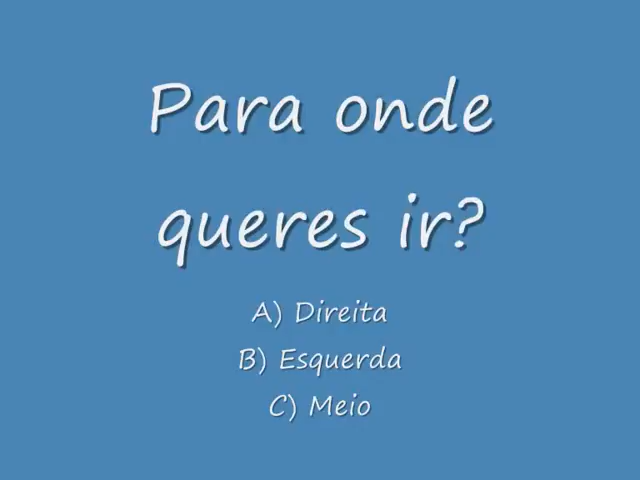 Para onde
queres ir?
A) Direita
B) Esquerda
C) Meio